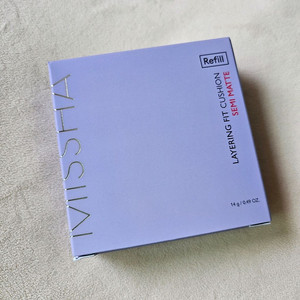 MISSHA
Refill
LAYERING FIT CUSHION
SEMI MATTE
14 g / 0.49 OZ.